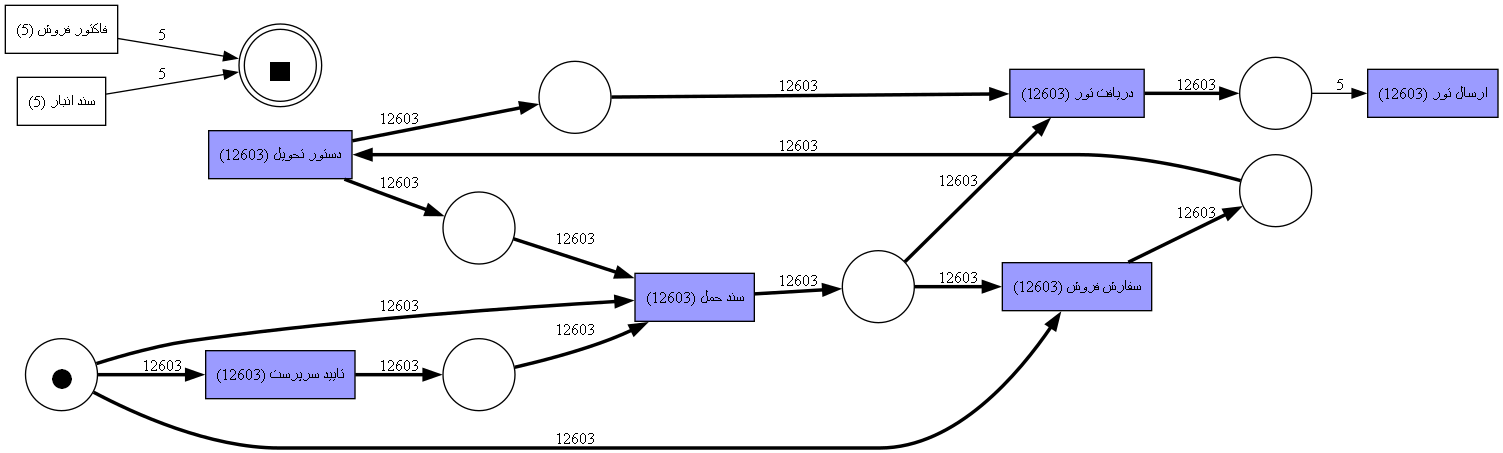 فاکتور فروش (5)
5
سند انبار (5)
5
دستور تحویل (12603)
12603
12603
دریافت تور (12603)
12603
5
ارسال تور (12603)
12603
12603
12603
12603
سند حمل (12603)
12603
12603
سفارش فروش (12603)
12603
12603
12603
تایید سرپرست (12603)
12603
12603
12603